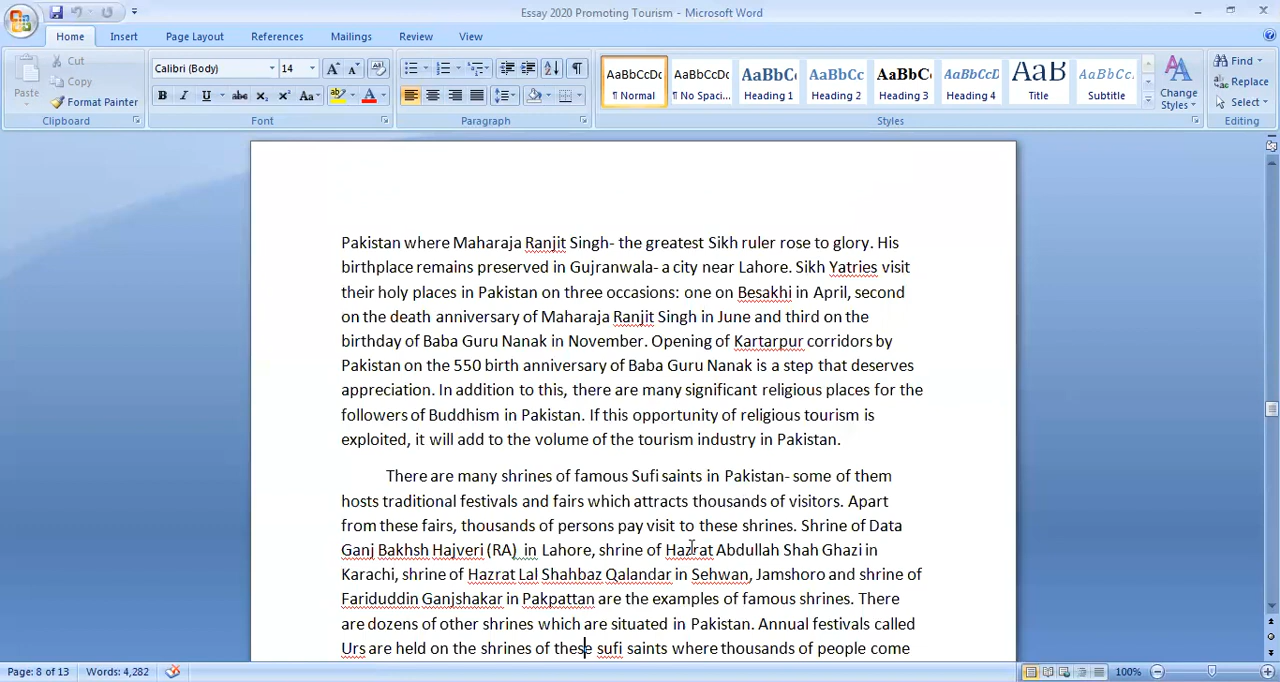 Essay 2020 Promoting Tourism - Microsoft Word
Home Insert Page Layout References Mailings Review View
Paste
Cut
Copy
Format Painter
Clipboard
Calibri (Body) 14
Font
Paragraph
AaBbCcDc AaBbCcDc AaBbC AaBbCc AaBbCc AaBbCcD AaB AaBbCc.
¶ Normal ¶ No Spaci... Heading 1 Heading 2 Heading 3 Heading 4 Title Subtitle
Change Styles
Styles
Find
Replace
Select
Editing
Pakistan where Maharaja Ranjit Singh- the greatest Sikh ruler rose to glory. His
birthplace remains preserved in Gujranwala- a city near Lahore. Sikh Yatries visit
their holy places in Pakistan on three occasions: one on Besakhi in April, second
on the death anniversary of Maharaja Ranjit Singh in June and third on the
birthday of Baba Guru Nanak in November. Opening of Kartarpur corridors by
Pakistan on the 550 birth anniversary of Baba Guru Nanak is a step that deserves
appreciation. In addition to this, there are many significant religious places for the
followers of Buddhism in Pakistan. If this opportunity of religious tourism is
exploited, it will add to the volume of the tourism industry in Pakistan.
There are many shrines of famous Sufi saints in Pakistan- some of them
hosts traditional festivals and fairs which attracts thousands of visitors. Apart
from these fairs, thousands of persons pay visit to these shrines. Shrine of Data
Ganj Bakhsh Hajveri (RA) in Lahore, shrine of Hazrat Abdullah Shah Ghazi in
Karachi, shrine of Hazrat Lal Shahbaz Qalandar in Sehwan, Jamshoro and shrine of
Fariduddin Ganjshakar in Pakpattan are the examples of famous shrines. There
are dozens of other shrines which are situated in Pakistan. Annual festivals called
Urs are held on the shrines of these sufi saints where thousands of people come
Page: 8 of 13 Words: 4,282 100%